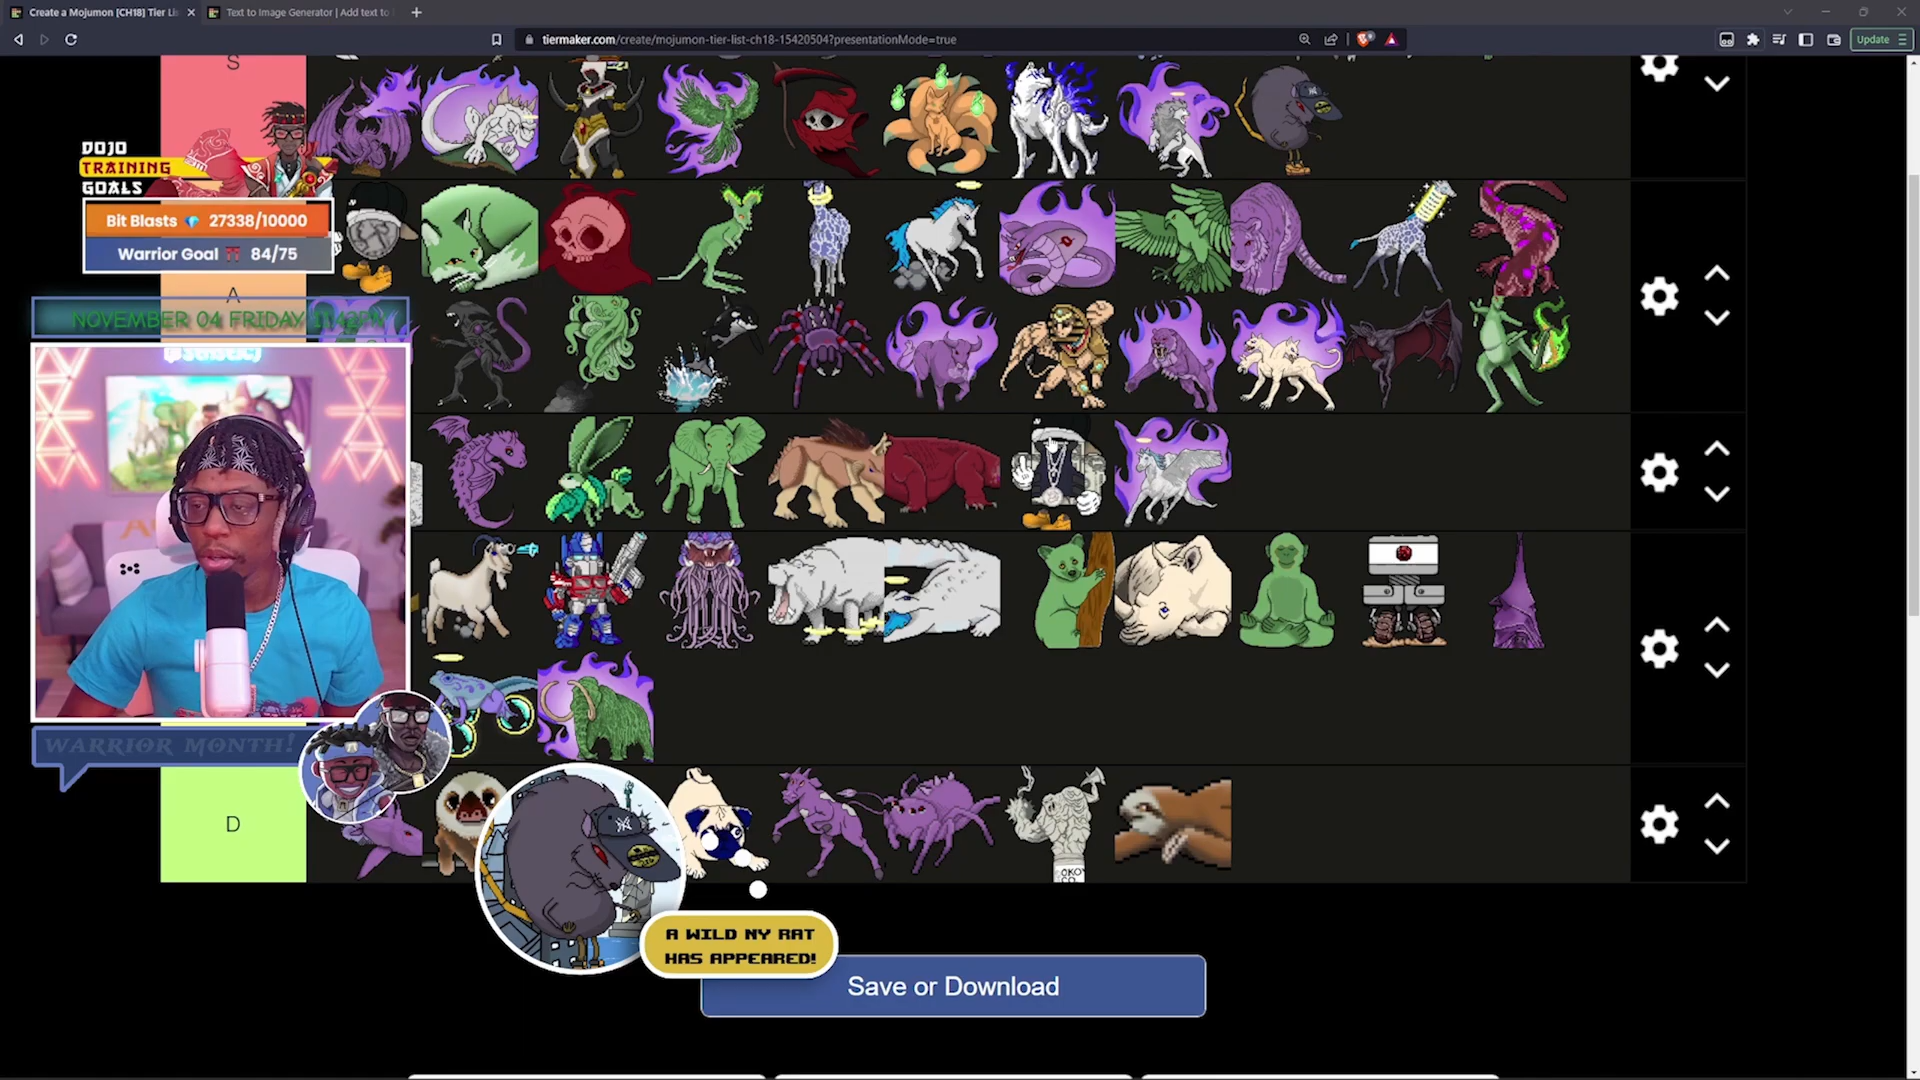 Create a Mojumon [CH18] Tier Lis
Text to Image Generator | Add text to
tiermaker.com/create/mojumon-tier-list-ch18-15420504?presentationMode=true
Update
S
DOJO
TRAINING
GOALS
Bit Blasts 27338/10000
Warrior Goal 84/75
A
NOVEMBER 04 FRIDAY
WARRIOR MONTH!
D
A WILD NY RAT
HAS APPEARED!
Save or Download